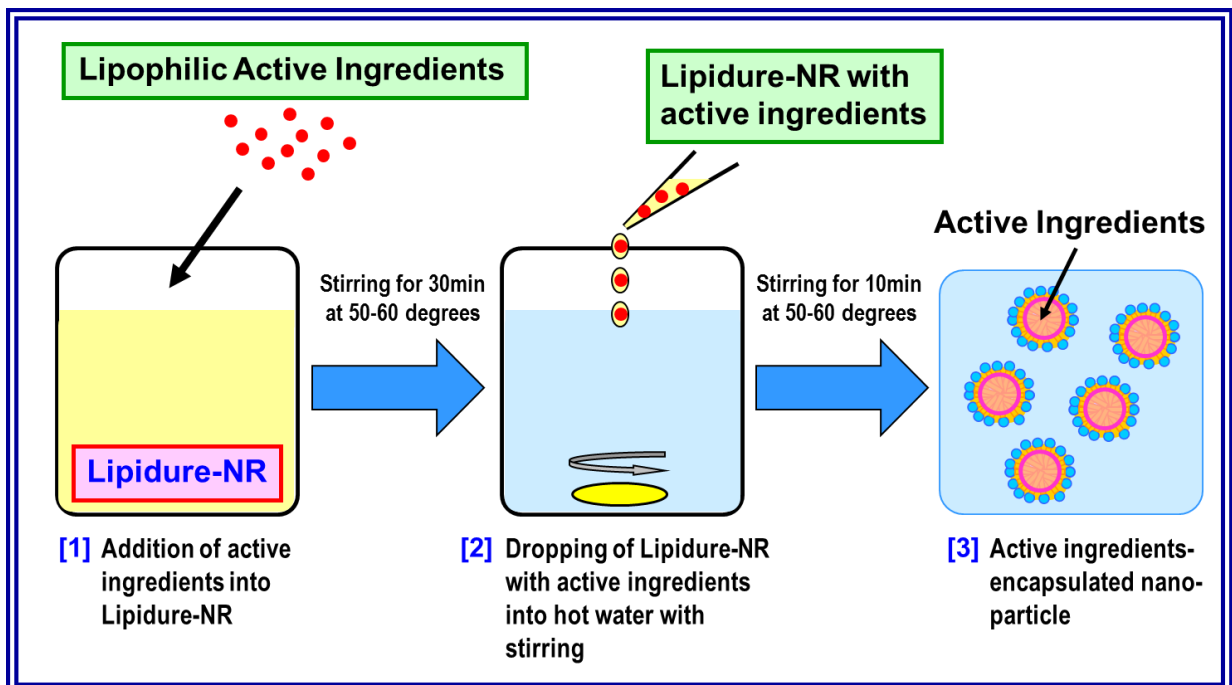 Lipophilic Active Ingredients
Lipidure-NR with
active ingredients
Active Ingredients
Stirring for 30min
at 50-60 degrees
Stirring for 10min
at 50-60 degrees
Lipidure-NR
[1] Addition of active
ingredients into
Lipidure-NR
[2] Dropping of Lipidure-NR
with active ingredients
into hot water with
stirring
[3] Active ingredients-
encapsulated nano-
particle